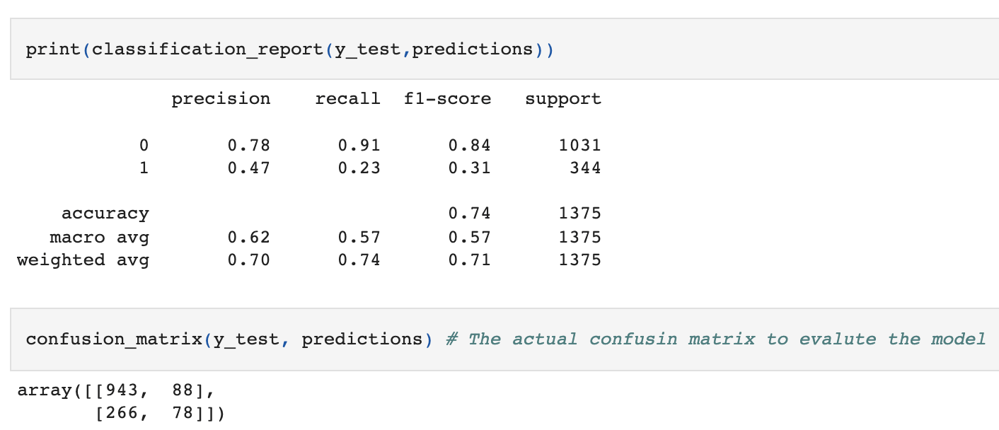 print(classification_report(y_test,predictions))
precision recall f1-score support
0 0.78 0.91 0.84 1031
1 0.47 0.23 0.31 344
accuracy 0.74 1375
macro avg 0.62 0.57 0.57 1375
weighted avg 0.70 0.74 0.71 1375
confusion_matrix(y_test, predictions) # The actual confusin matrix to evalute the model
array([[943, 88],
[266, 78]])